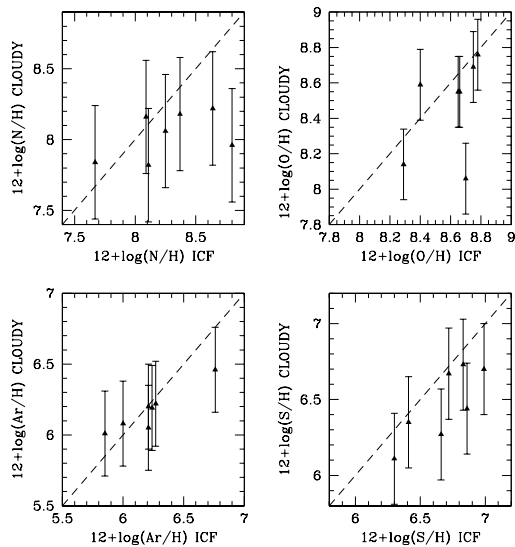 8.5
8
7.5
12+log(N/H) CLOUDY
7.5 8 8.5
12+log(N/H) ICF
9
8.8
8.6
8.4
8.2
8
7.8
12+log(O/H) CLOUDY
7.8 8 8.2 8.4 8.6 8.8 9
12+log(O/H) ICF
7
6.5
6
5.5
12+log(Ar/H) CLOUDY
5.5 6 6.5 7
12+log(Ar/H) ICF
7
6.5
6
12+log(S/H) CLOUDY
6 6.5 7
12+log(S/H) ICF